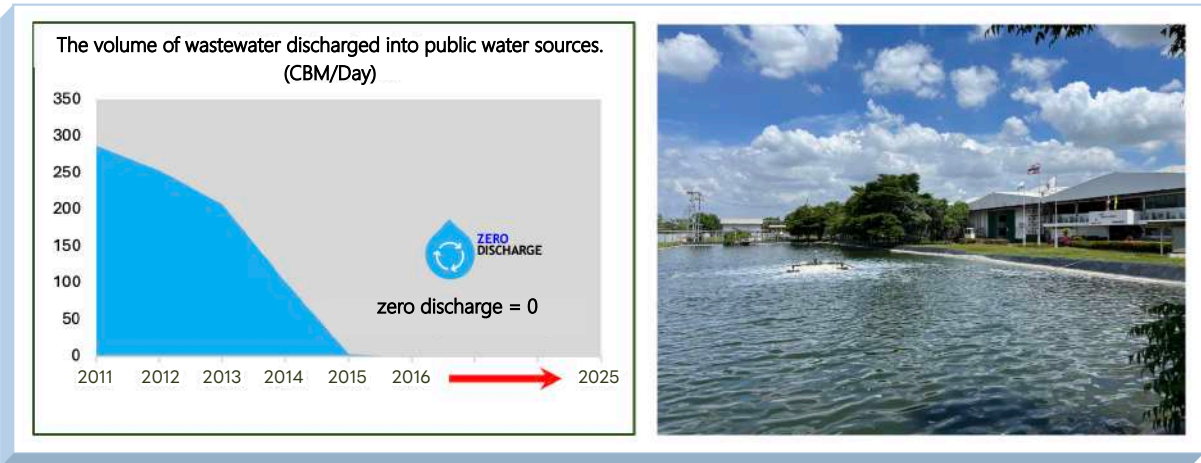 The volume of wastewater discharged into public water sources.
(CBM/Day)
350
300
250
200
150
100
50
0
ZERO
DISCHARGE
zero discharge = 0
2011 2012 2013 2014 2015 2016 2025